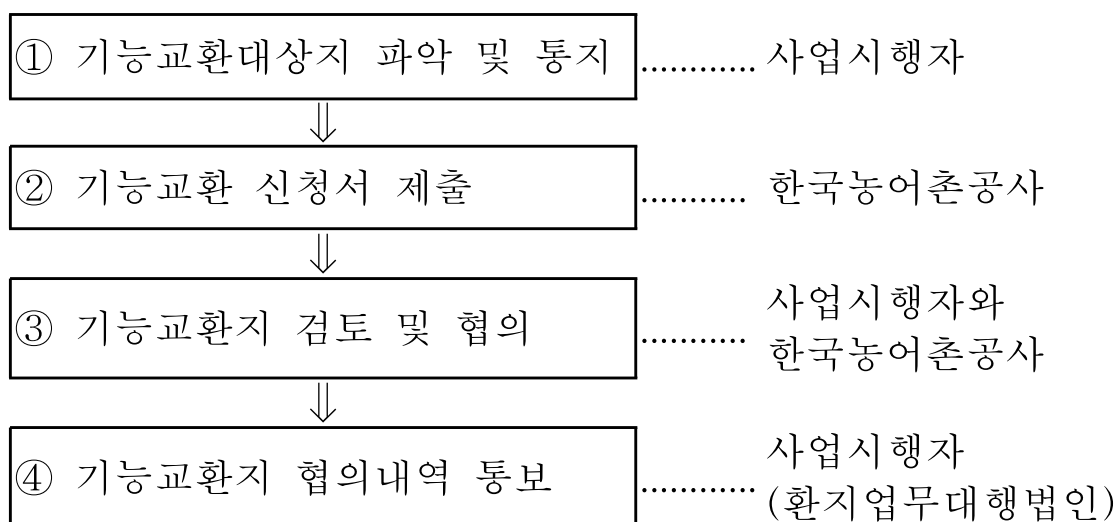 ① 기능교환대상지 파악 및 통지 ............ 사업시행자
⇓
② 기능교환 신청서 제출 ........... 한국농어촌공사
⇓
③ 기능교환지 검토 및 협의 ........... 사업시행자와
한국농어촌공사
⇓
④ 기능교환지 협의내역 통보 ............ 사업시행자
(환지업무대행법인)